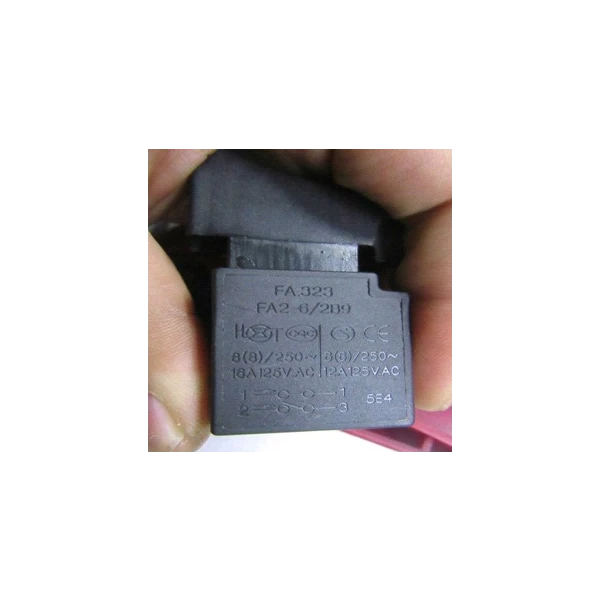 FA.323
FA2-6/2B9
CE
8(8)/250~ 8(8)/250~
16A125V.AC 12A125V.AC
1 1
2 3
5E4